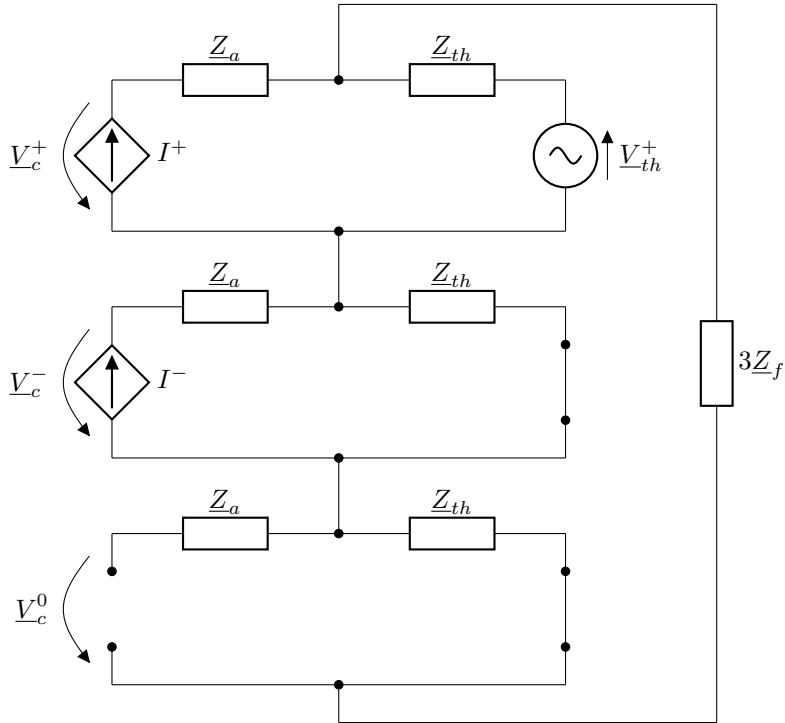 Z_a Z_th
V_c^+ I^+ V_th^+
Z_a Z_th
V_c^- I^- 3Z_f
Z_a Z_th
V_c^0